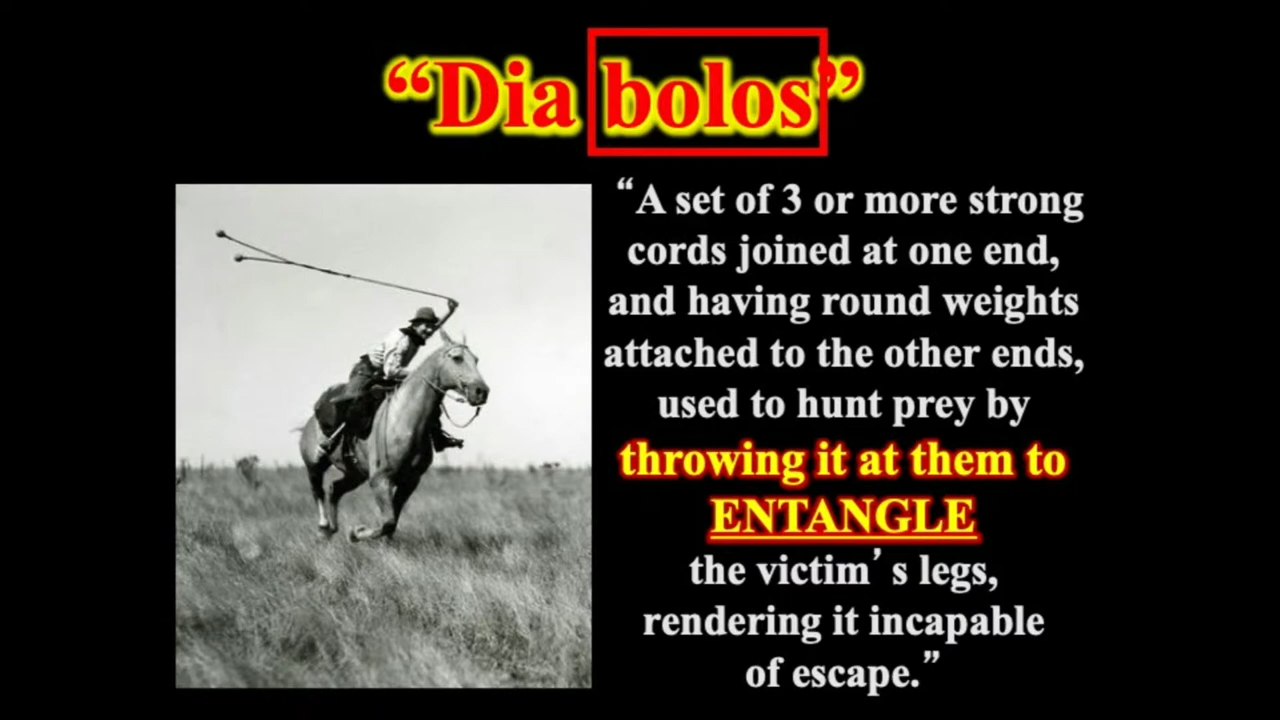 “Dia bolos”
“A set of 3 or more strong
cords joined at one end,
and having round weights
attached to the other ends,
used to hunt prey by
throwing it at them to
ENTANGLE
the victim’s legs,
rendering it incapable
of escape.”